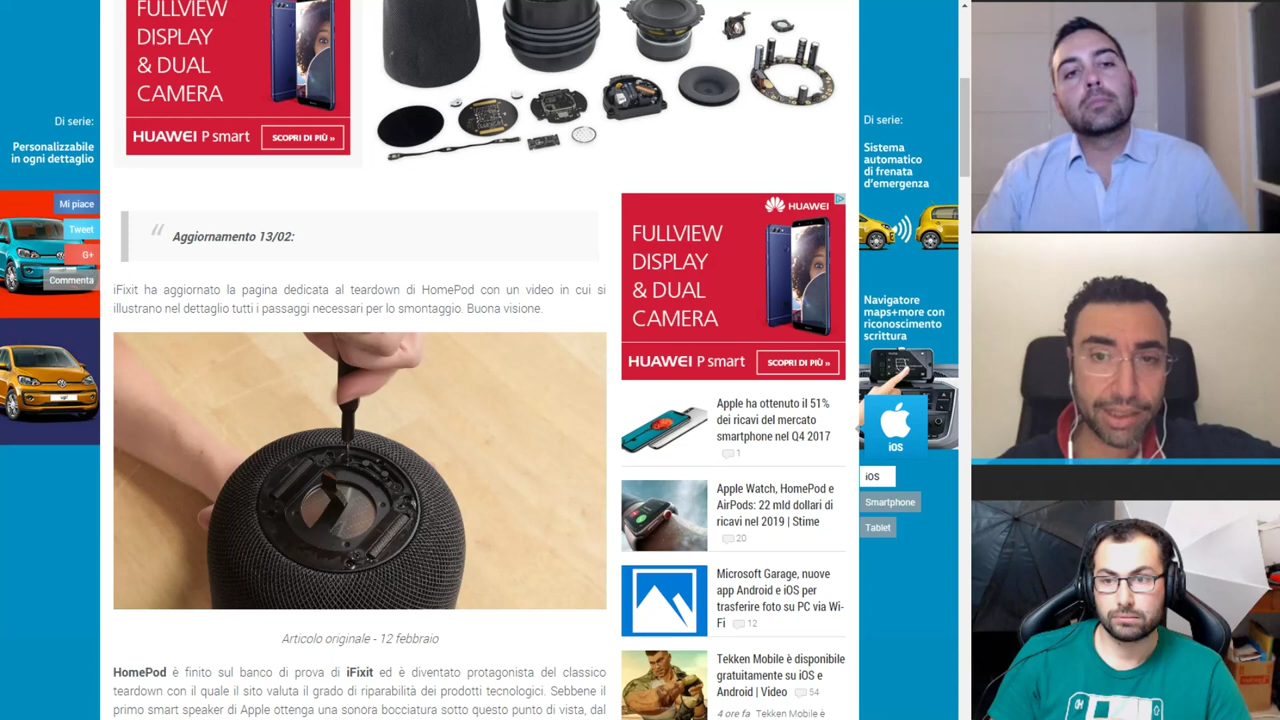 FULLVIEW
DISPLAY
& DUAL
CAMERA
HUAWEI P smart
SCOPRI DI PIÙ »
Di serie:
Personalizzabile
in ogni dettaglio
Mi piace
Tweet
G+
Commenta
up!
“ Aggiornamento 13/02:
iFixit ha aggiornato la pagina dedicata al teardown di HomePod con un video in cui si
illustrano nel dettaglio tutti i passaggi necessari per lo smontaggio. Buona visione.
Articolo originale - 12 febbraio
HomePod è finito sul banco di prova di iFixit ed è diventato protagonista del classico
teardown con il quale il sito valuta il grado di riparabilità dei prodotti tecnologici. Sebbene il
primo smart speaker di Apple ottenga una sonora bocciatura sotto questo punto di vista, dal
HUAWEI
FULLVIEW
DISPLAY
& DUAL
CAMERA
HUAWEI P smart
SCOPRI DI PIÙ »
Apple ha ottenuto il 51%
dei ricavi del mercato
smartphone nel Q4 2017
1
Apple Watch, HomePod e
AirPods: 22 mld dollari di
ricavi nel 2019 | Stime
20
Microsoft Garage, nuove
app Android e iOS per
trasferire foto su PC via Wi-
Fi 12
Tekken Mobile è disponibile
gratuitamente su iOS e
Android | Video 54
4 ore fa Tekken Mobile è
Di serie:
Sistema
automatico
di frenata
d’emergenza
Navigatore
maps+more con
riconoscimento
scrittura
iOS
iOS
Smartphone
Tablet